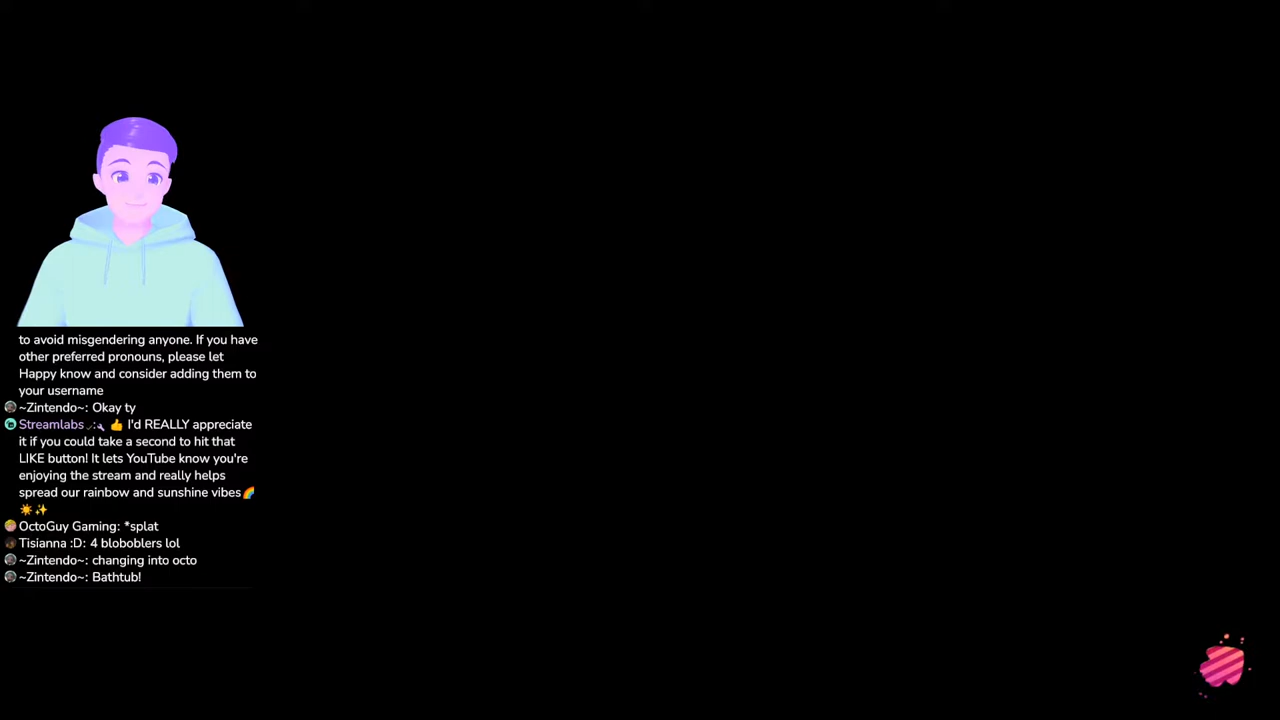 to avoid misgendering anyone. If you have
other preferred pronouns, please let
Happy know and consider adding them to
your username
~Zintendo~: Okay ty
Streamlabs : 👍 I'd REALLY appreciate
it if you could take a second to hit that
LIKE button! It lets YouTube know you're
enjoying the stream and really helps
spread our rainbow and sunshine vibes🌈
☀️✨
OctoGuy Gaming: *splat
Tisianna :D: 4 bloboblers lol
~Zintendo~: changing into octo
~Zintendo~: Bathtub!